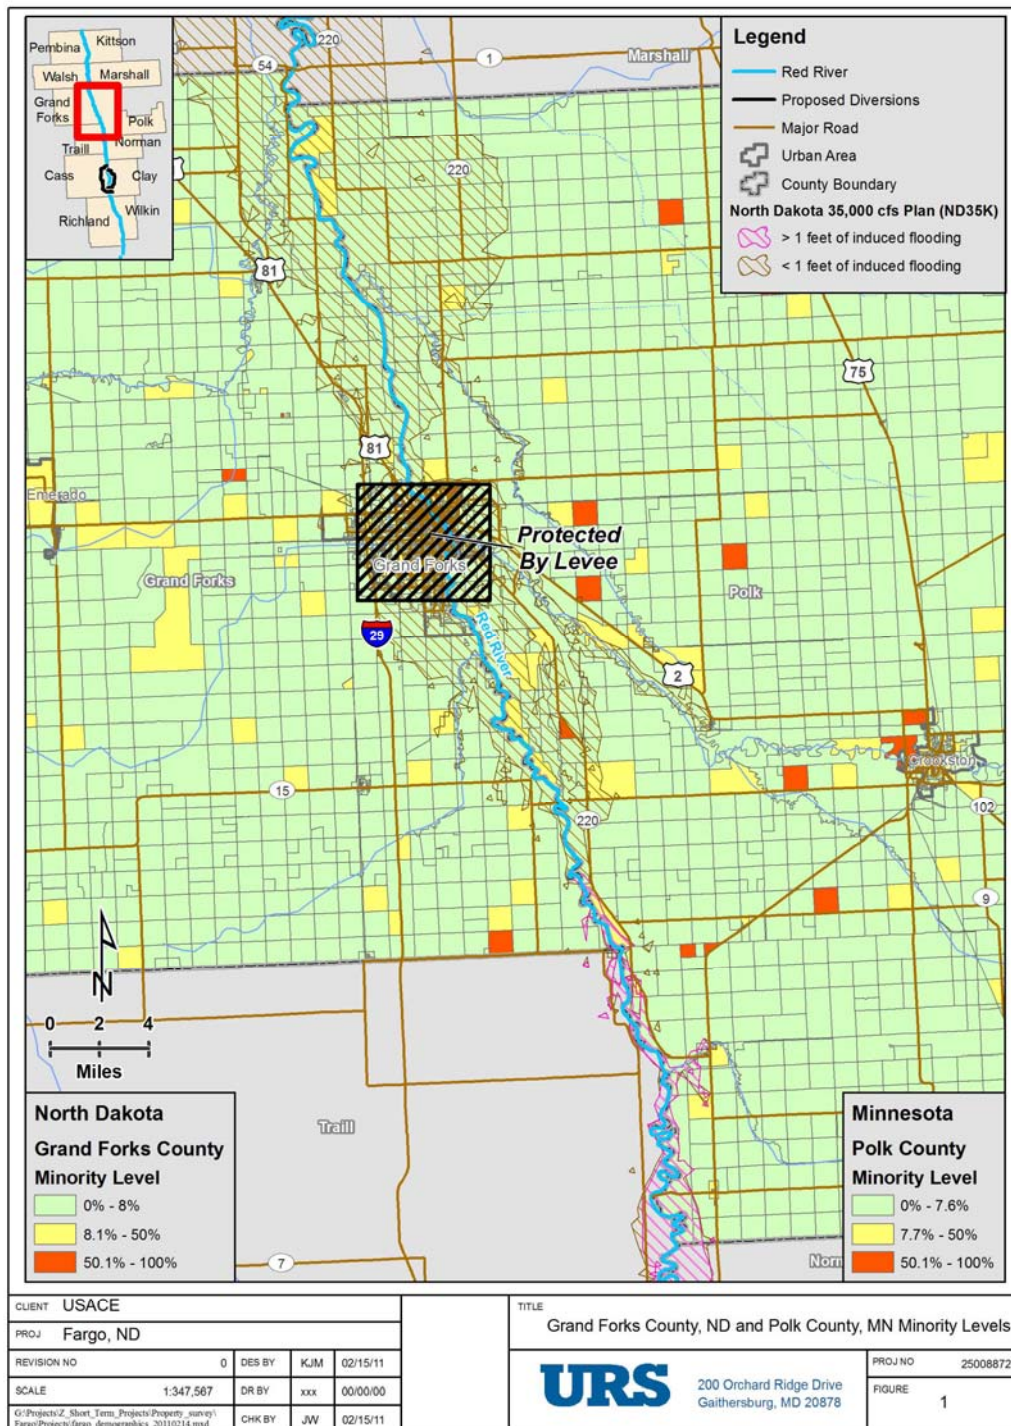 Pembina
Kittson
Walsh
Marshall
Grand
Forks
Polk
Norman
Traill
Cass
Clay
Wilkin
Richland
220
54
1
Marshall
Legend
Red River
Proposed Diversions
Major Road
Urban Area
County Boundary
North Dakota 35,000 cfs Plan (ND35K)
> 1 feet of induced flooding
< 1 feet of induced flooding
220
81
75
81
Emerado
Protected
By Levee
Grand Forks
Grand Forks
Polk
29
Red River
2
Crookston
15
220
102
9
N
0 2 4
Miles
Traill
7
Norm
North Dakota
Grand Forks County
Minority Level
0% - 8%
8.1% - 50%
50.1% - 100%
Minnesota
Polk County
Minority Level
0% - 7.6%
7.7% - 50%
50.1% - 100%
CLIENT USACE
PROJ Fargo, ND
REVISION NO 0 DES BY KJM 02/15/11
SCALE 1:347,567 DR BY xxx 00/00/00
G:\Projects\Z_Short_Term_Projects\Property_survey\
Fargo\Projects\fargo_demographics_20110214.mxd CHK BY JW 02/15/11
TITLE
Grand Forks County, ND and Polk County, MN Minority Levels
URS
200 Orchard Ridge Drive
Gaithersburg, MD 20878
PROJ NO 25008872
FIGURE
1